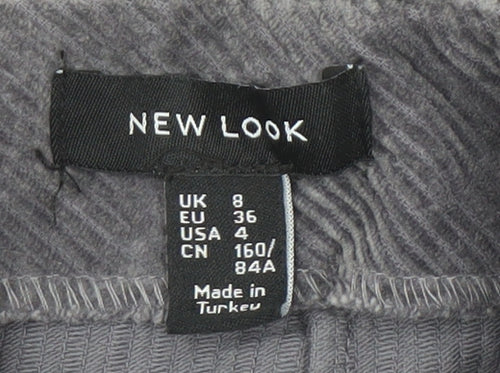 NEW LOOK
UK 8
EU 36
USA 4
CN 160/
84A
Made in
Turkey